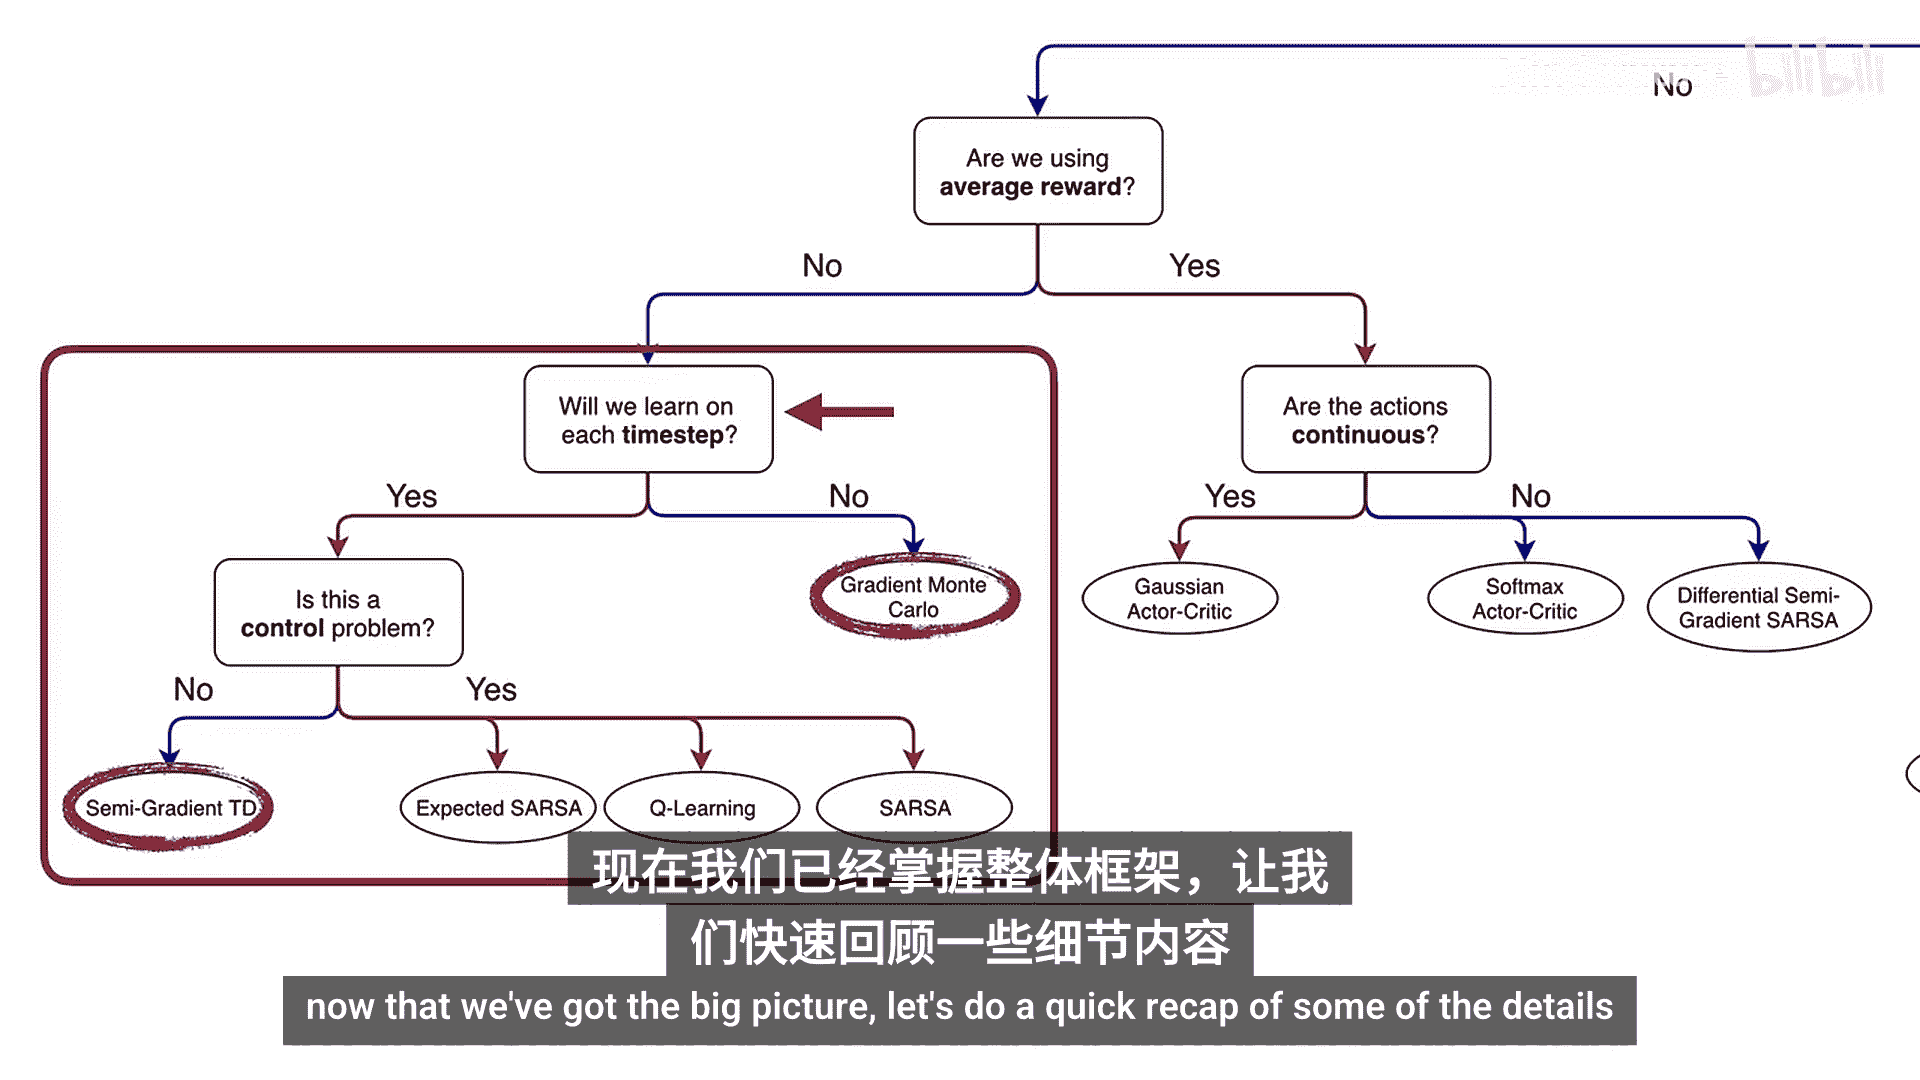 No
bilibili
Are we using
average reward?
No
Yes
Will we learn on
each timestep?
Are the actions
continuous?
Yes
No
Yes
No
Is this a
control problem?
Gradient Monte
Carlo
Gaussian
Actor-Critic
Softmax
Actor-Critic
Differential Semi-
Gradient SARSA
No
Yes
Semi-Gradient TD
Expected SARSA
Q-Learning
SARSA
现在我们已经掌握整体框架，让我
们快速回顾一些细节内容
now that we've got the big picture, let's do a quick recap of some of the details